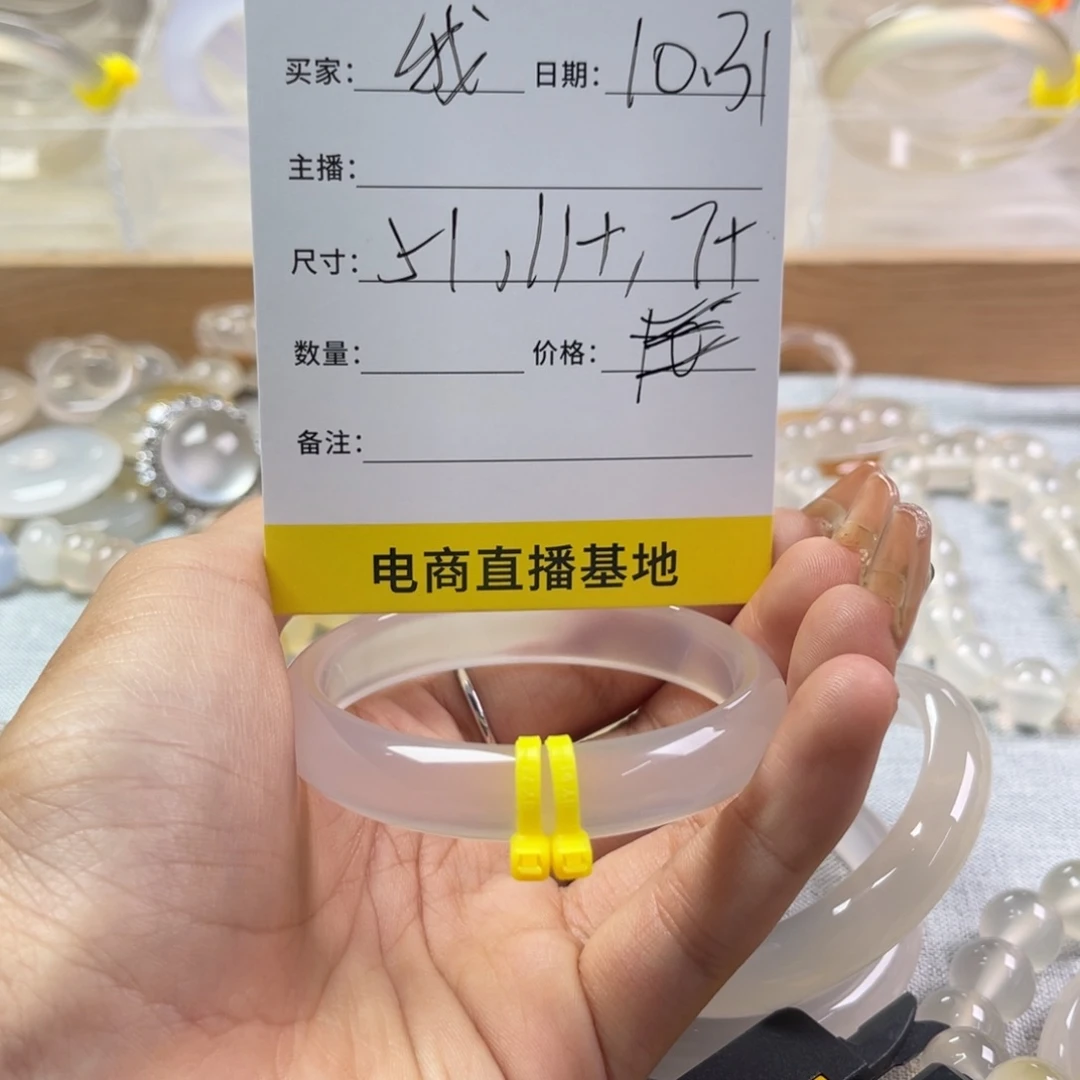 买家： 日期：10.31
主播：
尺寸：51，11+，7+
数量： 价格：
备注：
电商直播基地